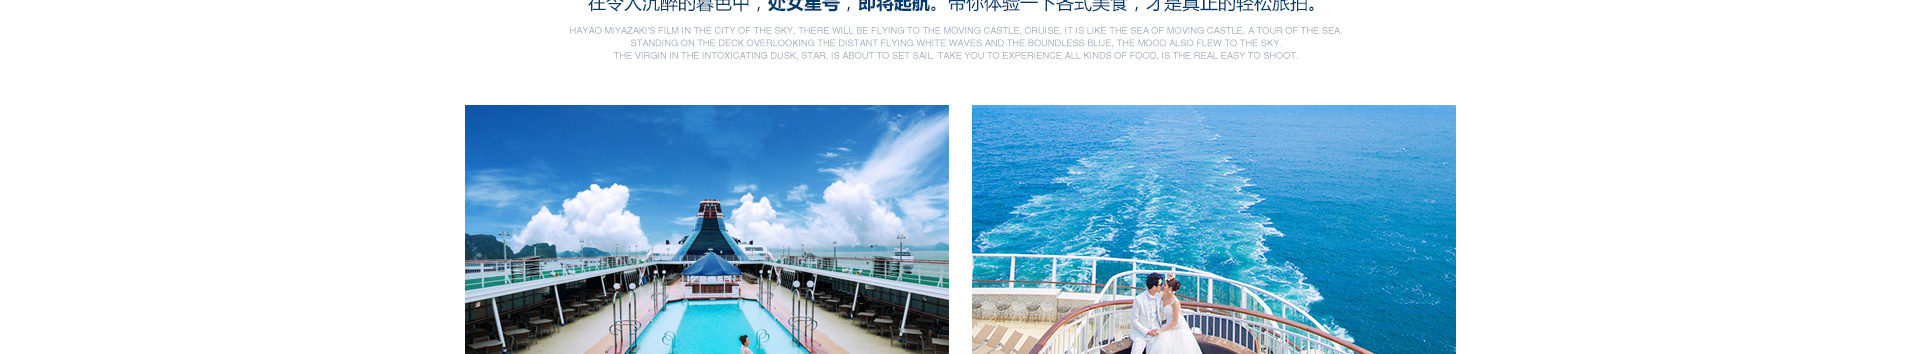 在令人沉醉的暮色中，处女星号，即将起航。带你体验一下各式美食，才是真正的轻松旅拍。
HAYAO MIYAZAKI'S FILM IN THE CITY OF THE SKY, THERE WILL BE FLYING TO THE MOVING CASTLE, CRUISE, IT IS LIKE THE SEA OF MOVING CASTLE, A TOUR OF THE SEA.
STANDING ON THE DECK OVERLOOKING THE DISTANT FLYING WHITE WAVES AND THE BOUNDLESS BLUE, THE MOOD ALSO FLEW TO THE SKY.
THE VIRGIN IN THE INTOXICATING DUSK, STAR, IS ABOUT TO SET SAIL. TAKE YOU TO EXPERIENCE ALL KINDS OF FOOD, IS THE REAL EASY TO SHOOT.